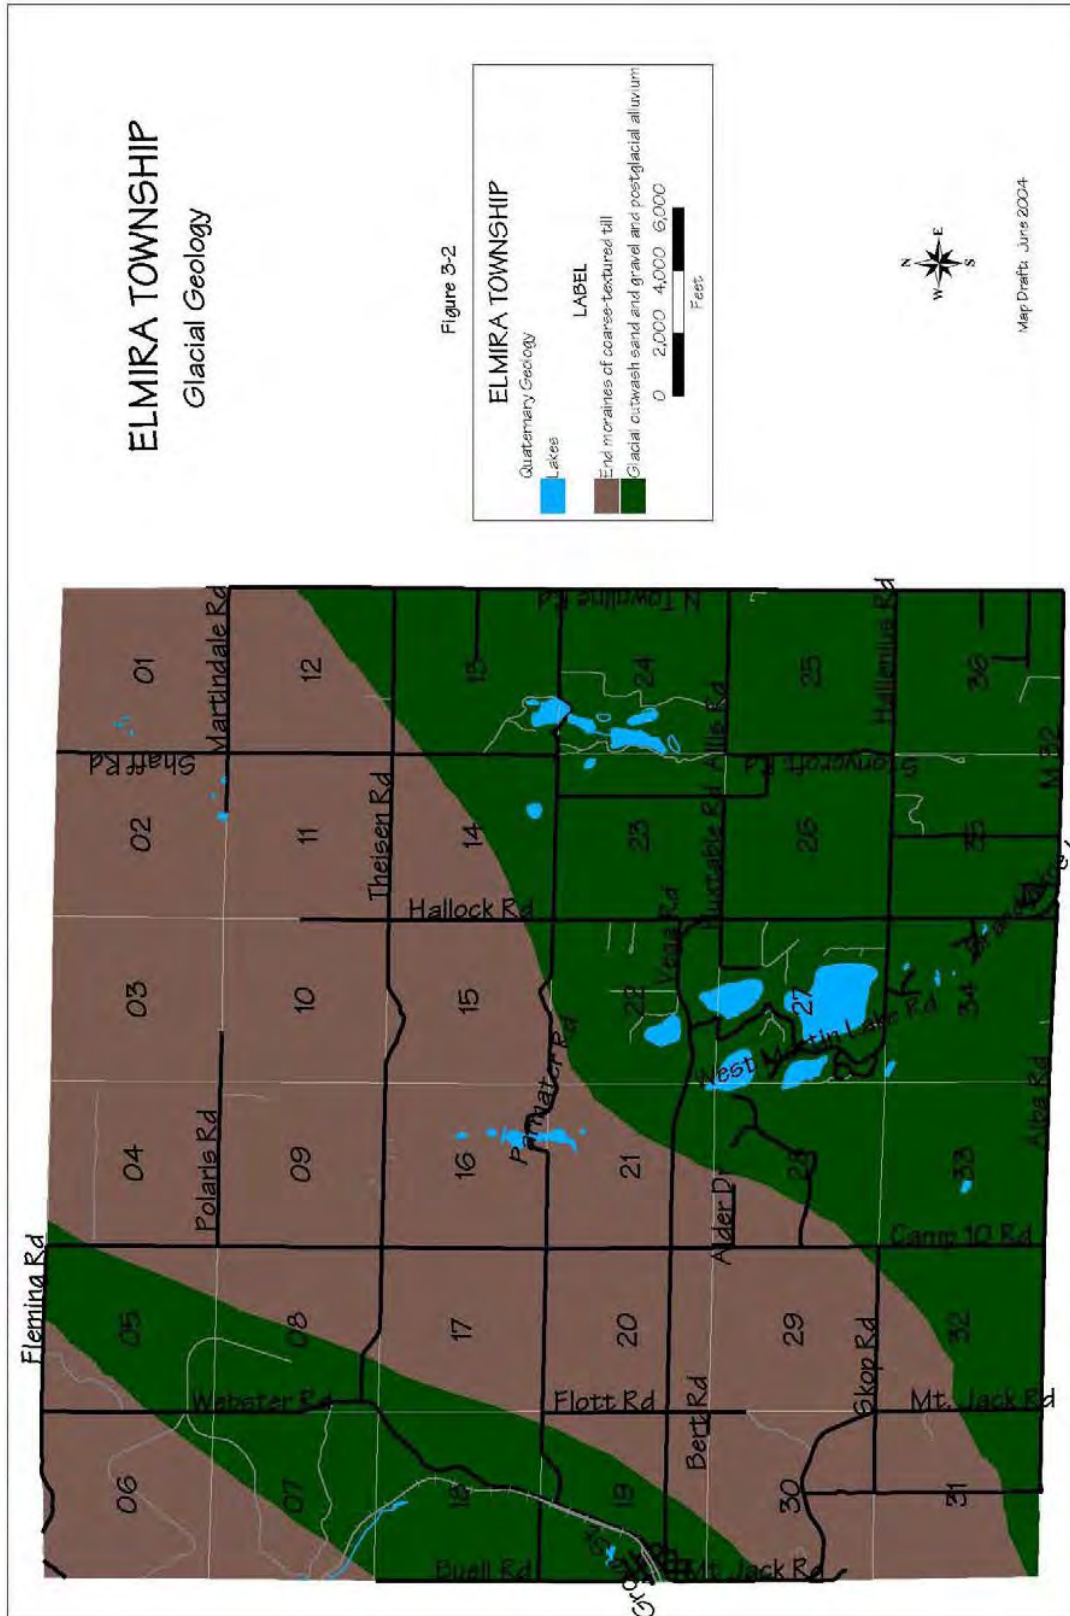 ELMIRA TOWNSHIP
Glacial Geology
Figure 3-2
ELMIRA TOWNSHIP
Quaternary Geology
Lakes
LABEL
End moraines of coarse-textured till
Glacial outwash sand and gravel and postglacial alluvium
0 2,000 4,000 6,000
Feet
N
W E
S
Map Draft: June 2004
Fleming Rd
06
05
04
03
02
01
Shaff Rd
Polaris Rd
Martindale Rd
Webster Rd
07
08
09
10
11
12
Theisen Rd
18
17
16
15
14
13
Hallock Rd
Buell Rd
Parmater Rd
N Townline Rd
19
20
21
22
23
24
Flott Rd
Bert Rd
Huxtable Rd
Allis Rd
Mt. Jack Rd
Alder Dr
West Martin Lake Rd
30
29
28
27
26
25
Skop Rd
Hallenius Rd
Camp 10 Rd
Mt. Jack Rd
31
32
33
34
35
36
Alba Rd
M 32